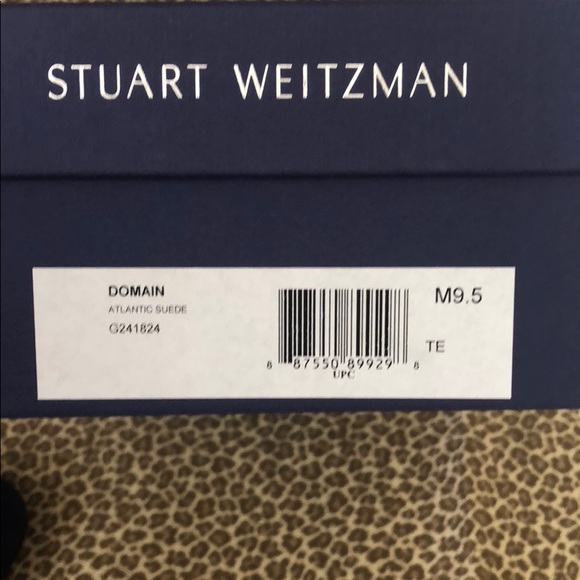 STUART WEITZMAN
DOMAIN
ATLANTIC SUEDE
G241824
M9.5
TE
8 87550 89929 8
UPC